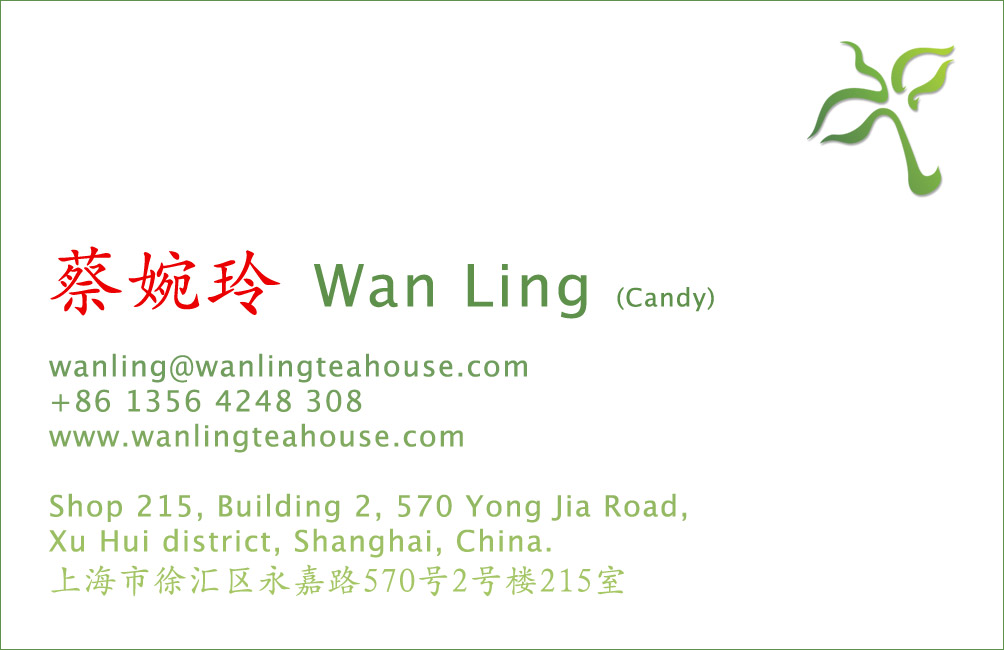 蔡婉玲 Wan Ling (Candy)
wanling@wanlingteahouse.com
+86 1356 4248 308
www.wanlingteahouse.com
Shop 215, Building 2, 570 Yong Jia Road,
Xu Hui district, Shanghai, China.
上海市徐汇区永嘉路570号2号楼215室